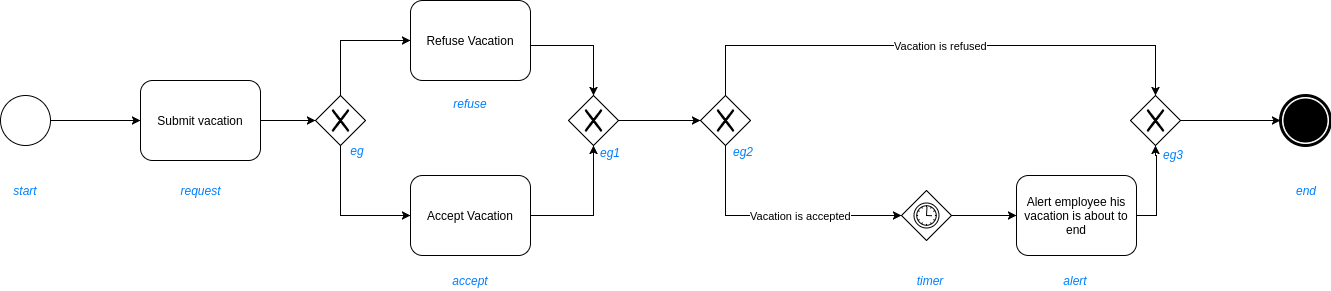 Refuse Vacation
refuse
Vacation is refused
Submit vacation
eg
eg1
eg2
eg3
start
request
end
Accept Vacation
accept
Vacation is accepted
timer
Alert employee his
vacation is about to
end
alert